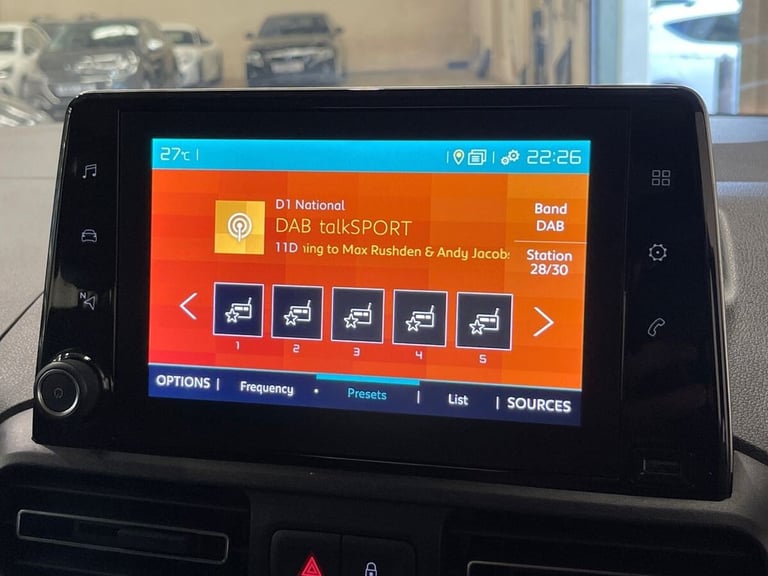 27°C
22:26
D1 National
DAB talkSPORT
11D ning to Max Rushden & Andy Jacobs
Band
DAB
Station
28/30
1 2 3 4 5
OPTIONS Frequency Presets List SOURCES
N